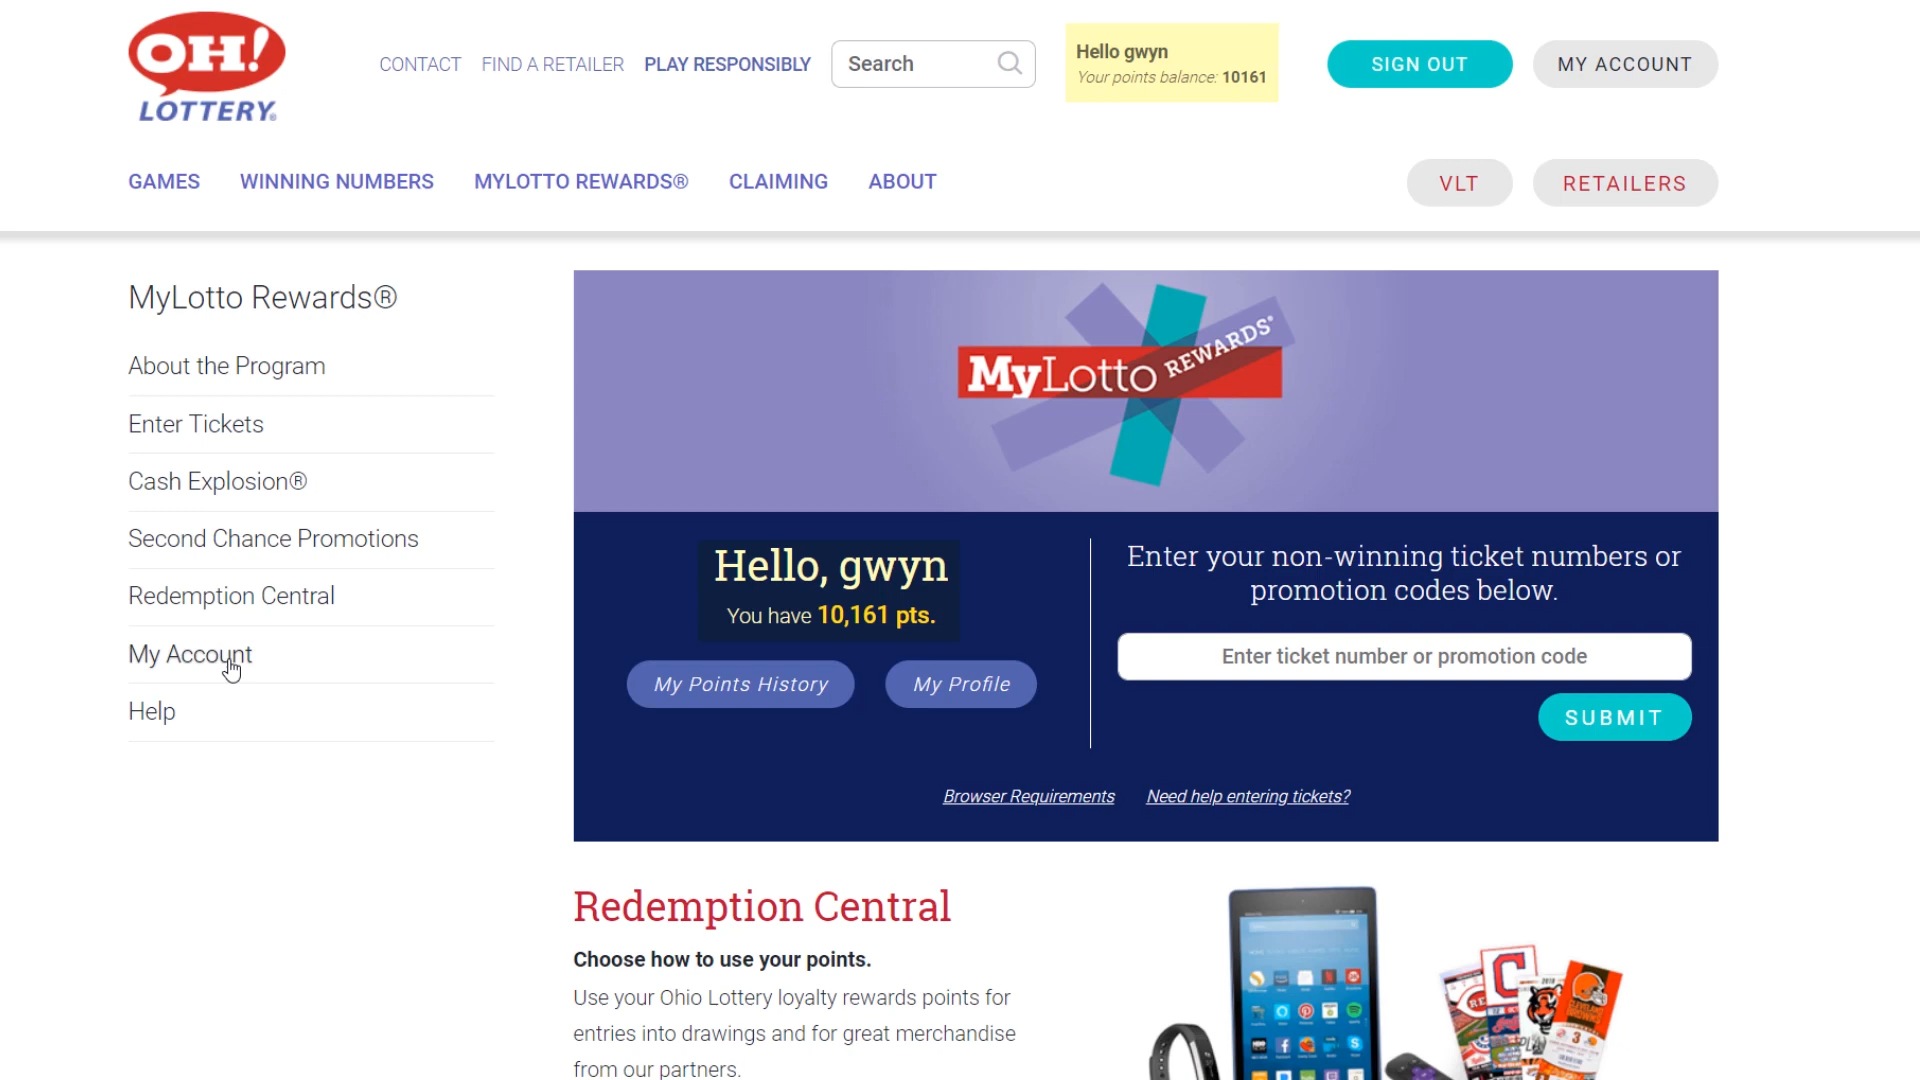 OH!
LOTTERY®
CONTACT
FIND A RETAILER
PLAY RESPONSIBLY
Search
Hello gwyn
Your points balance: 10161
SIGN OUT
MY ACCOUNT
GAMES
WINNING NUMBERS
MYLOTTO REWARDS®
CLAIMING
ABOUT
VLT
RETAILERS
MyLotto Rewards®
About the Program
Enter Tickets
Cash Explosion®
Second Chance Promotions
Redemption Central
My Account
Help
MyLotto REWARDS®
Hello, gwyn
You have 10,161 pts.
My Points History
My Profile
Enter your non-winning ticket numbers or
promotion codes below.
Enter ticket number or promotion code
SUBMIT
Browser Requirements
Need help entering tickets?
Redemption Central
Choose how to use your points.
Use your Ohio Lottery loyalty rewards points for
entries into drawings and for great merchandise
from our partners.